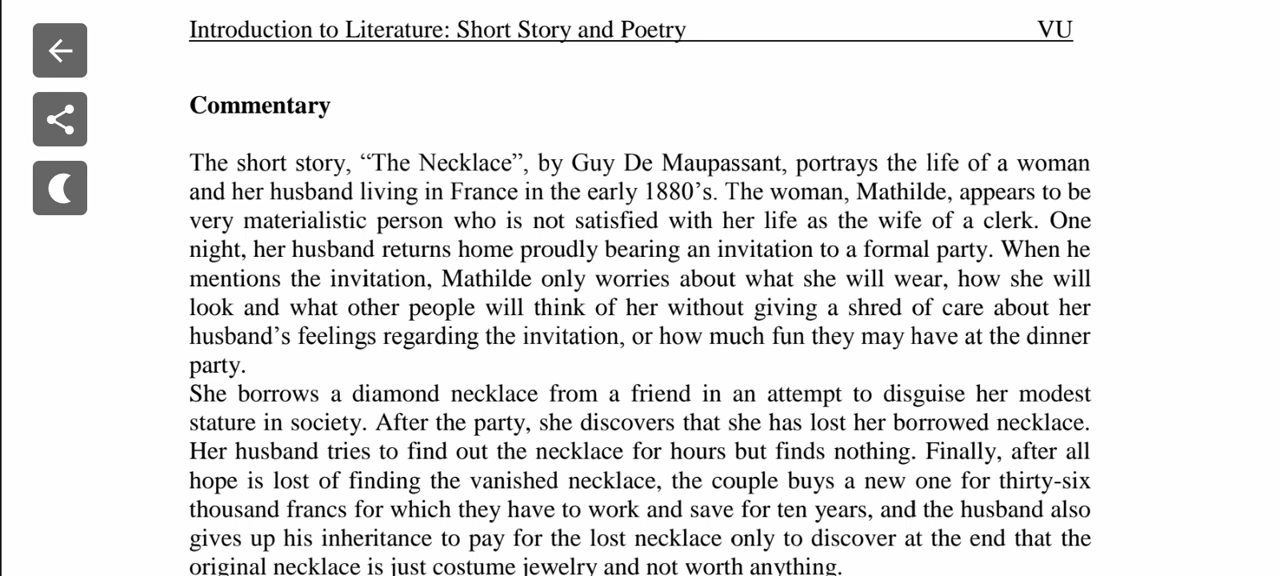 Introduction to Literature: Short Story and Poetry VU
Commentary
The short story, “The Necklace”, by Guy De Maupassant, portrays the life of a woman
and her husband living in France in the early 1880’s. The woman, Mathilde, appears to be
very materialistic person who is not satisfied with her life as the wife of a clerk. One
night, her husband returns home proudly bearing an invitation to a formal party. When he
mentions the invitation, Mathilde only worries about what she will wear, how she will
look and what other people will think of her without giving a shred of care about her
husband’s feelings regarding the invitation, or how much fun they may have at the dinner
party.
She borrows a diamond necklace from a friend in an attempt to disguise her modest
stature in society. After the party, she discovers that she has lost her borrowed necklace.
Her husband tries to find out the necklace for hours but finds nothing. Finally, after all
hope is lost of finding the vanished necklace, the couple buys a new one for thirty-six
thousand francs for which they have to work and save for ten years, and the husband also
gives up his inheritance to pay for the lost necklace only to discover at the end that the
original necklace is just costume jewelry and not worth anything.